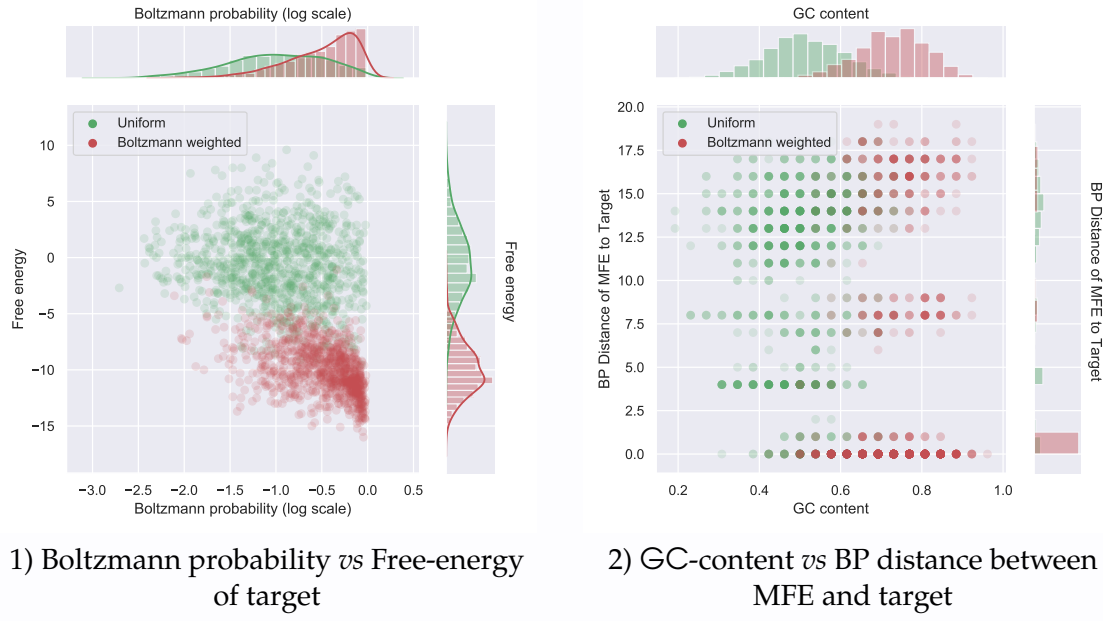 Boltzmann probability (log scale)
Uniform
Boltzmann weighted
10
5
0
−5
−10
−15
Free energy
Free energy
−3.0 −2.5 −2.0 −1.5 −1.0 −0.5 0.0 0.5
Boltzmann probability (log scale)
1) Boltzmann probability vs Free-energy
of target
GC content
Uniform
Boltzmann weighted
20.0
17.5
15.0
12.5
10.0
7.5
5.0
2.5
0.0
BP Distance of MFE to Target
BP Distance of MFE to Target
0.2 0.4 0.6 0.8 1.0
GC content
2) GC-content vs BP distance between
MFE and target